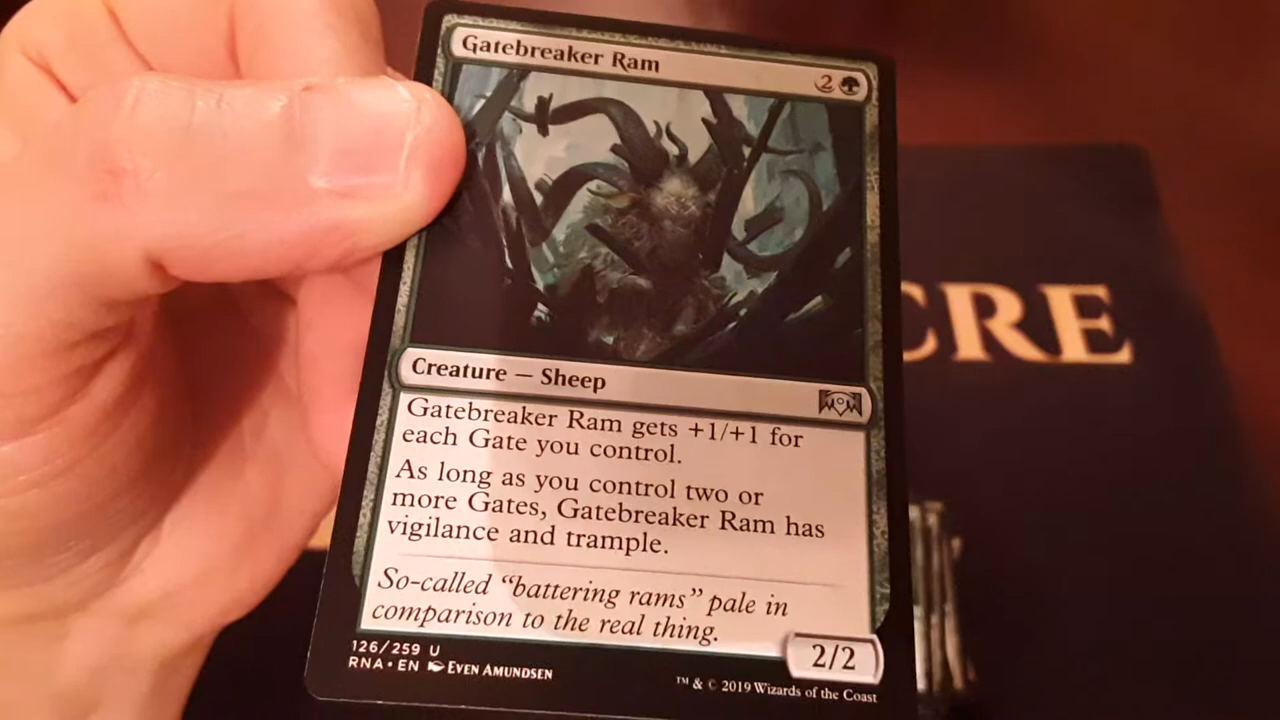 Gatebreaker Ram
2
CRE
Creature — Sheep
Gatebreaker Ram gets +1/+1 for
each Gate you control.
As long as you control two or
more Gates, Gatebreaker Ram has
vigilance and trample.
So-called “battering rams” pale in
comparison to the real thing.
2/2
126/259 U
RNA • EN Even Amundsen
™ & © 2019 Wizards of the Coast